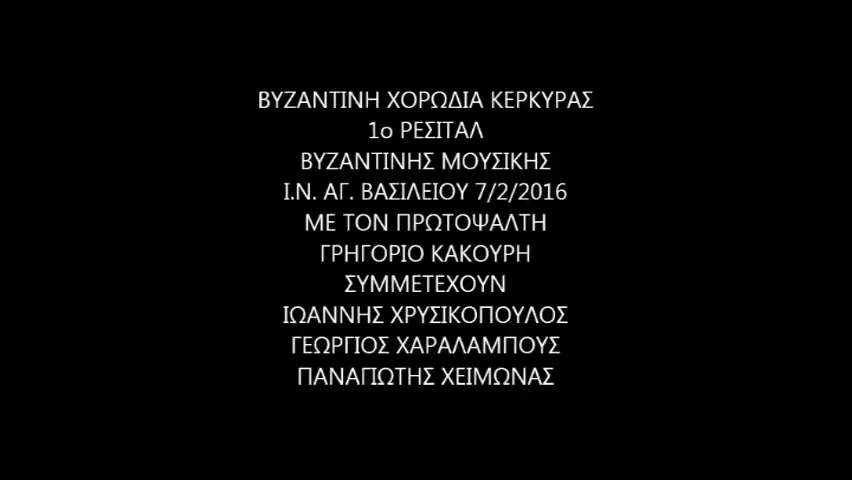 ΒΥΖΑΝΤΙΝΗ ΧΟΡΩΔΙΑ ΚΕΡΚΥΡΑΣ
1ο ΡΕΣΙΤΑΛ
ΒΥΖΑΝΤΙΝΗΣ ΜΟΥΣΙΚΗΣ
Ι.Ν. ΑΓ. ΒΑΣΙΛΕΙΟΥ 7/2/2016
ΜΕ ΤΟΝ ΠΡΩΤΟΨΑΛΤΗ
ΓΡΗΓΟΡΙΟ ΚΑΚΟΥΡΗ
ΣΥΜΜΕΤΕΧΟΥΝ
ΙΩΑΝΝΗΣ ΧΡΥΣΙΚΟΠΟΥΛΟΣ
ΓΕΩΡΓΙΟΣ ΧΑΡΑΛΑΜΠΟΥΣ
ΠΑΝΑΓΙΩΤΗΣ ΧΕΙΜΩΝΑΣ